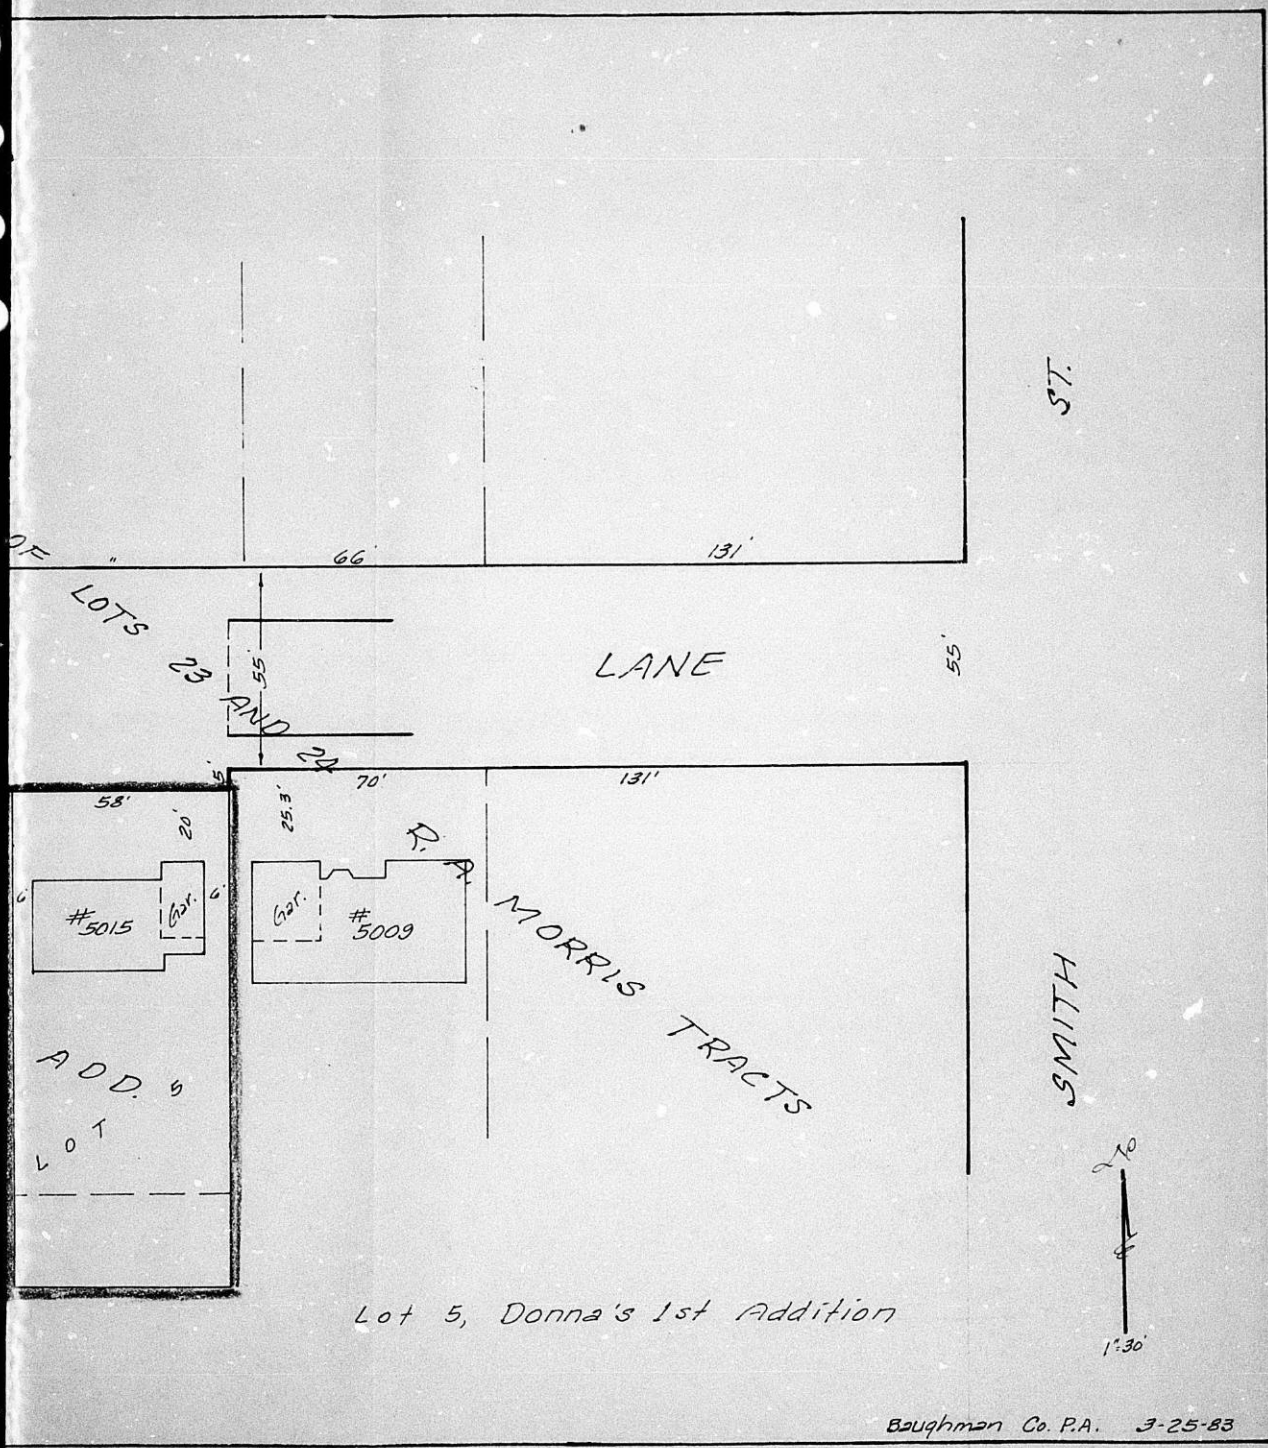 ST.
OF "
66' 131'
LOTS 23 AND 24
55'
LANE
55'
5'
58'
70'
131'
20'
25.3'
R. A. MORRIS TRACTS
6'
#5015
Gar.
6'
Gar.
#5009
SMITH
ADD.
LOT 5
Lot 5, Donna's 1st Addition
1"=30'
Baughman Co. P.A. 3-25-83